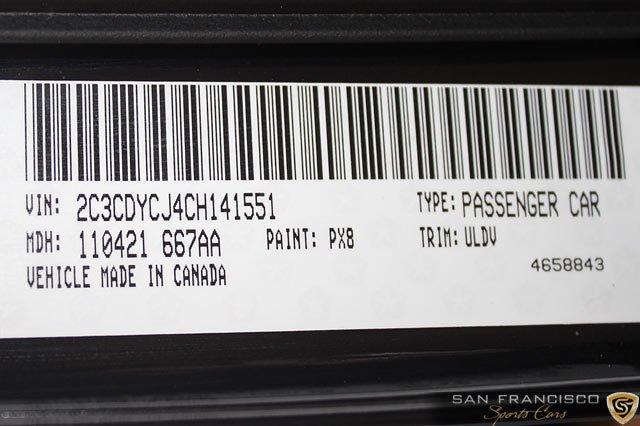 VIN: 2C3CDYCJ4CH141551 TYPE: PASSENGER CAR
MDH: 110421 667AA PAINT: PX8 TRIM: ULDV
VEHICLE MADE IN CANADA 4658843
SAN FRANCISCO
Sports Cars